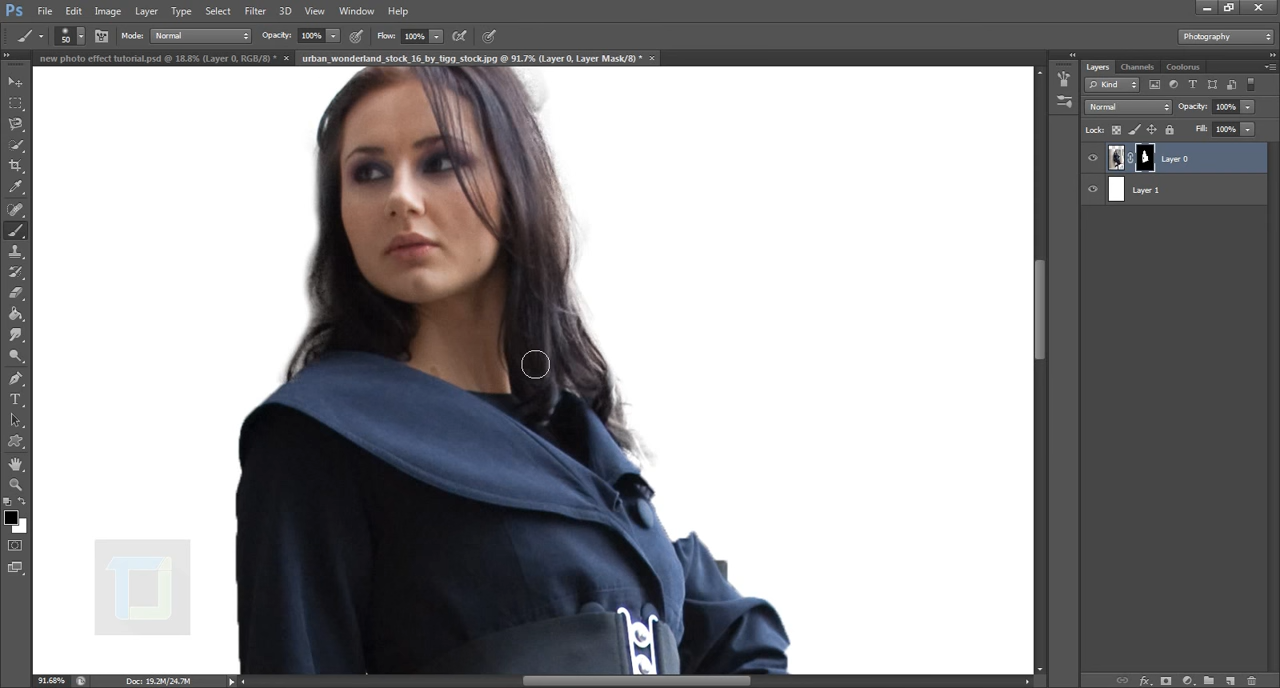 Ps File Edit Image Layer Type Select Filter 3D View Window Help
50 Mode: Normal Opacity: 100% Flow: 100% Photography
new photo effect tutorial.psd @ 18.8% (Layer 0, RGB/8) * × urban_wonderland_stock_16_by_tigg_stock.jpg @ 91.7% (Layer 0, Layer Mask/8) * ×
Layers Channels Coolorus
Kind
Normal Opacity: 100%
Lock: Fill: 100%
Layer 0
Layer 1
91.68% Doc: 19.2M/24.7M